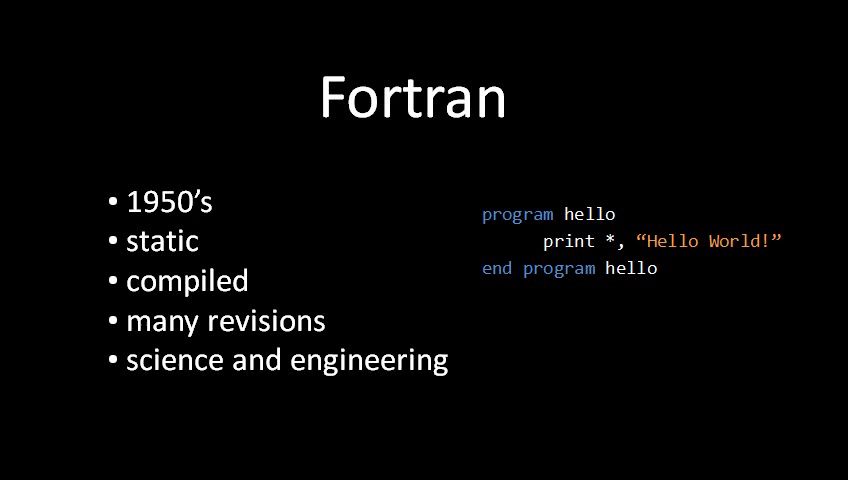 Fortran
• 1950’s
• static
• compiled
• many revisions
• science and engineering
program hello
print *, “Hello World!”
end program hello